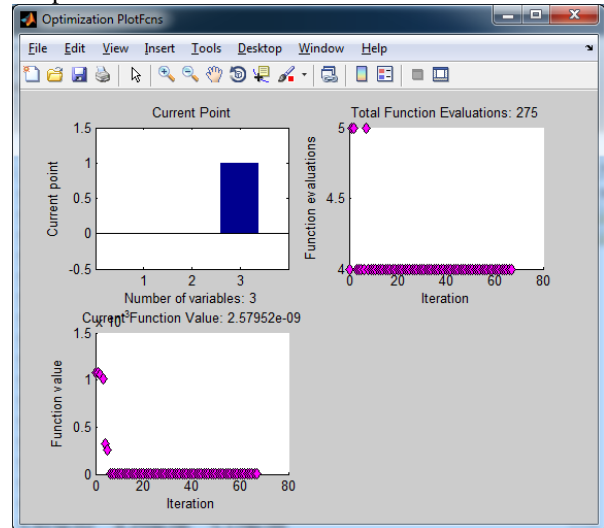 Optimization PlotFcns
File Edit View Insert Tools Desktop Window Help
Current Point
1.5
1
0.5
0
-0.5
Current point
1 2 3
Number of variables: 3
Total Function Evaluations: 275
5
4.5
4
Function evaluations
0 20 40 60 80
Iteration
Current Function Value: 2.57952e-09
x 10^3
1.5
1
0.5
0
Function value
0 20 40 60 80
Iteration